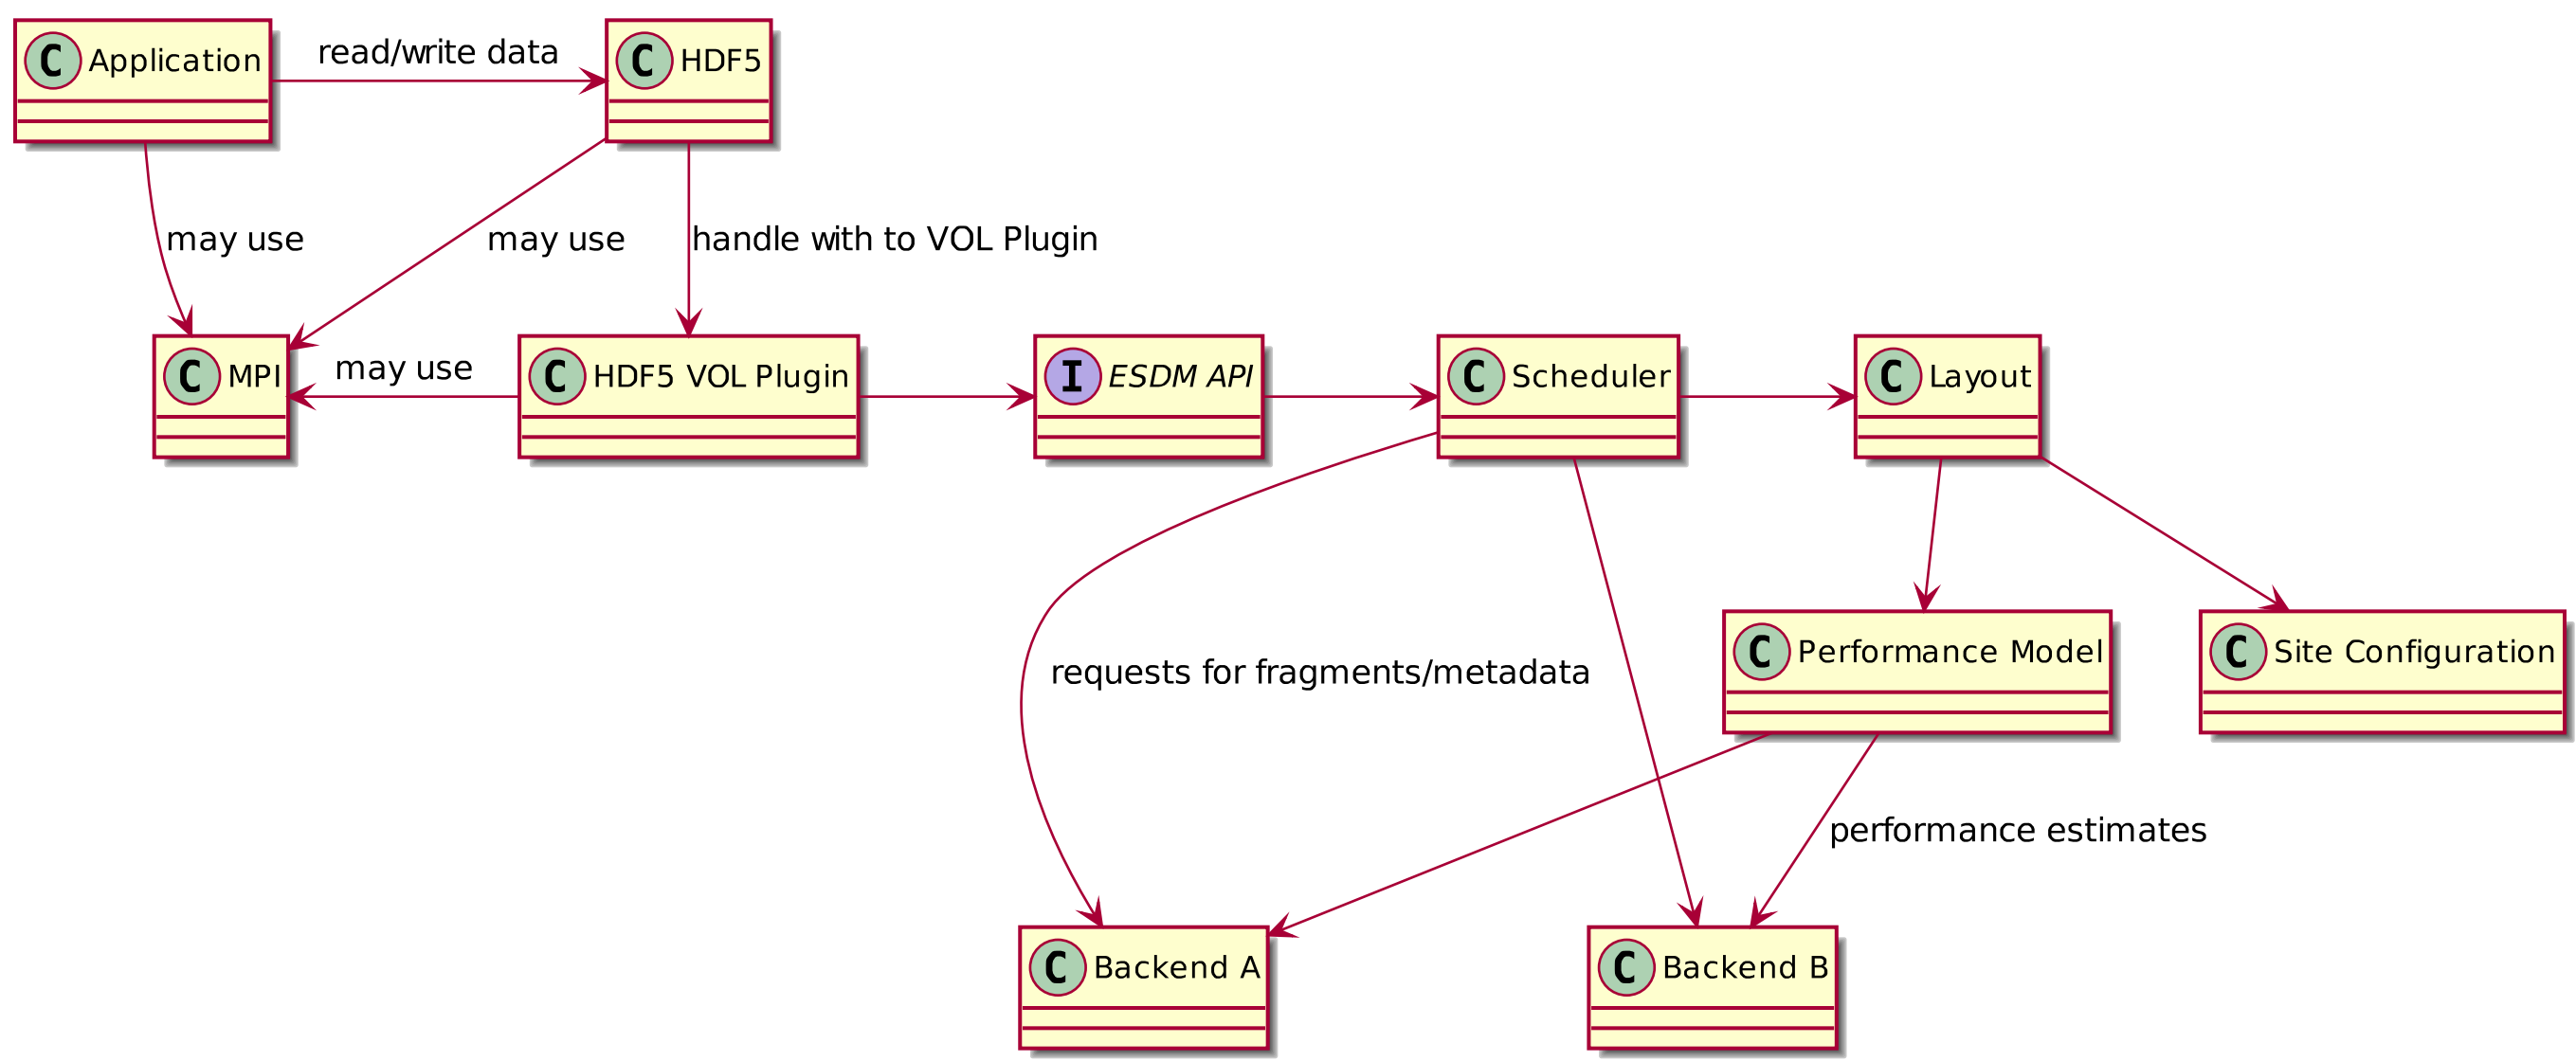 C Application
read/write data
C HDF5
may use
may use
handle with to VOL Plugin
C MPI
may use
C HDF5 VOL Plugin
I ESDM API
C Scheduler
C Layout
requests for fragments/metadata
C Performance Model
C Site Configuration
performance estimates
C Backend A
C Backend B